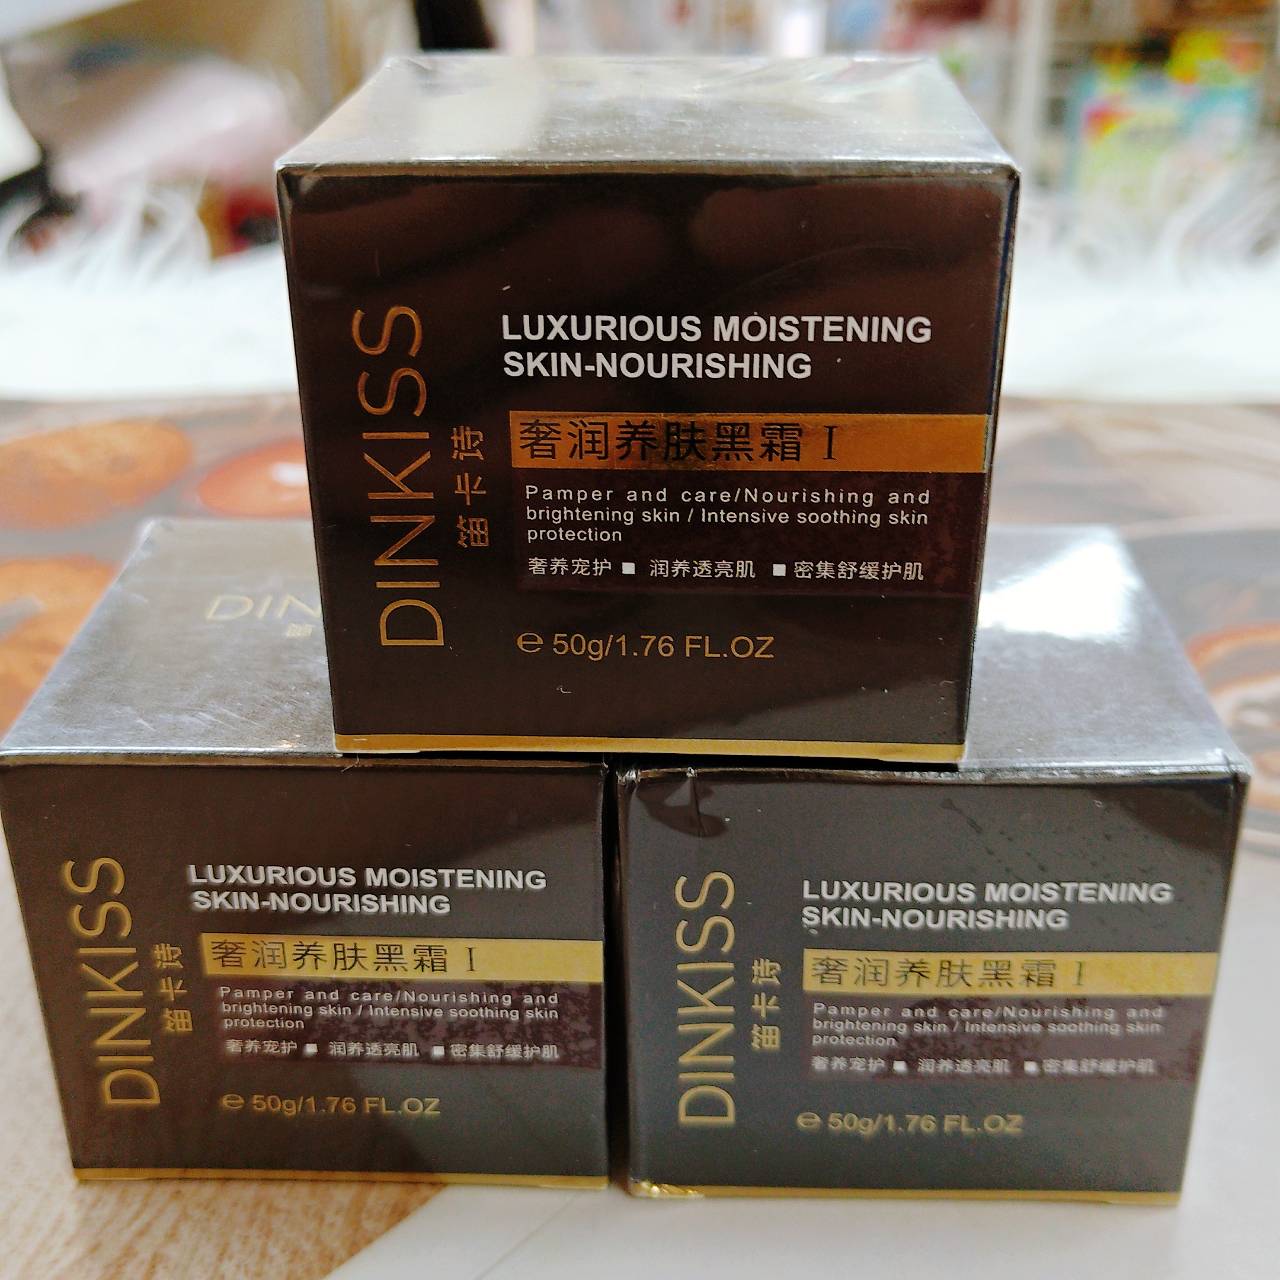 DINKISS
笛卡诗
LUXURIOUS MOISTENING
SKIN-NOURISHING
奢润养肤黑霜 I
Pamper and care/Nourishing and
brightening skin / Intensive soothing skin
protection
奢养宠护 ■ 润养透亮肌 ■ 密集舒缓护肌
℮ 50g/1.76 FL.OZ
DIN
DINKISS
笛卡诗
LUXURIOUS MOISTENING
SKIN-NOURISHING
奢润养肤黑霜 I
Pamper and care/Nourishing and
brightening skin / Intensive soothing skin
protection
奢养宠护 ■ 润养透亮肌 ■ 密集舒缓护肌
℮ 50g/1.76 FL.OZ
DINKISS
笛卡诗
LUXURIOUS MOISTENING
SKIN-NOURISHING
奢润养肤黑霜 I
Pamper and care/Nourishing and
brightening skin / Intensive soothing skin
protection
奢养宠护 ■ 润养透亮肌 ■ 密集舒缓护肌
℮ 50g/1.76 FL.OZ